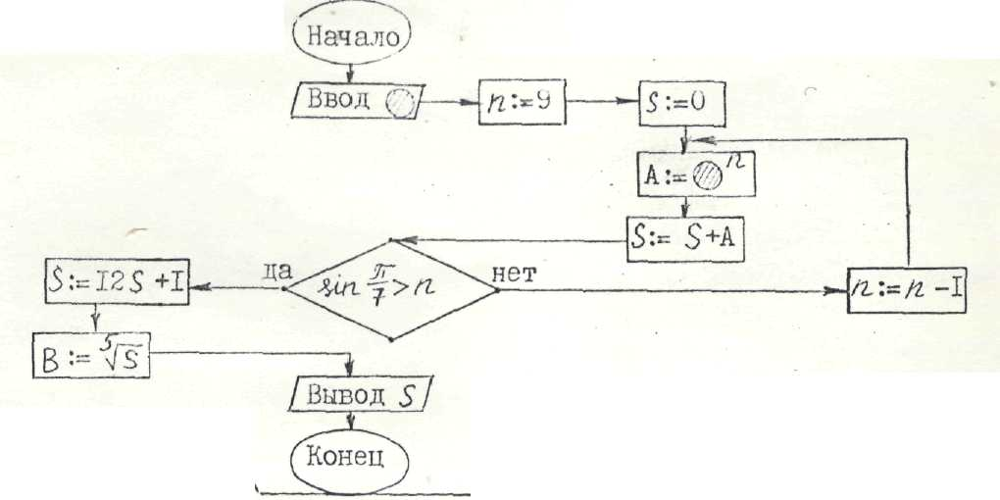 Начало
Ввод
n:=9
S:=0
A:= n
S:= S+A
да
sin π/7 > n
нет
n:= n -I
S:=I2S +I
B:= ⁵√S
Вывод S
Конец